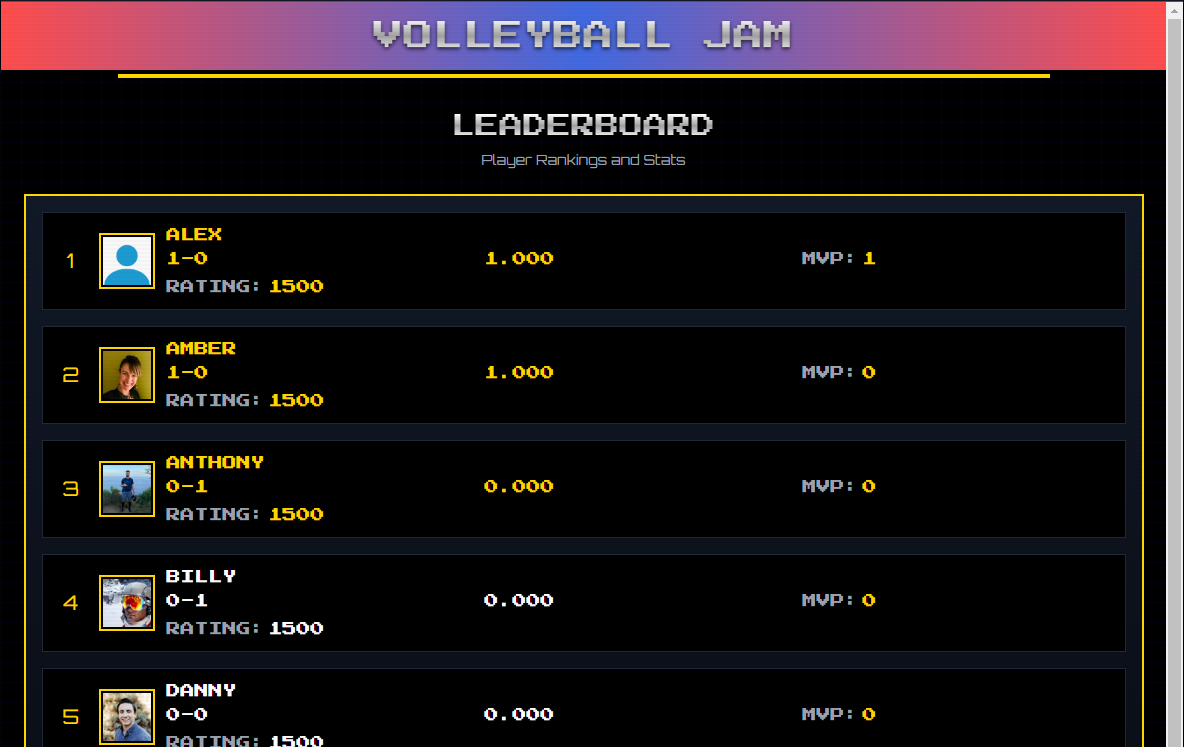 VOLLEYBALL JAM
LEADERBOARD
Player Rankings and Stats
1
ALEX
1-0
1.000
MVP: 1
RATING: 1500
2
AMBER
1-0
1.000
MVP: 0
RATING: 1500
3
ANTHONY
0-1
0.000
MVP: 0
RATING: 1500
4
BILLY
0-1
0.000
MVP: 0
RATING: 1500
5
DANNY
0-0
0.000
MVP: 0
RATING: 1500